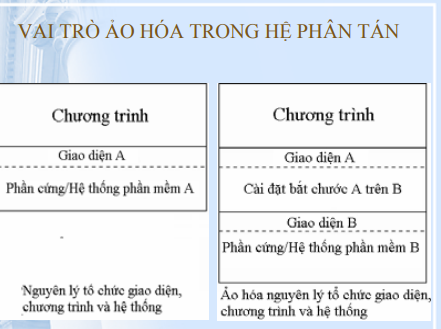 VAI TRÒ ẢO HÓA TRONG HỆ PHÂN TÁN
Chương trình
Giao diện A
Phần cứng/Hệ thống phần mềm A
Nguyên lý tổ chức giao diện,
chương trình và hệ thống
Chương trình
Giao diện A
Cài đặt bắt chước A trên B
Giao diện B
Phần cứng/Hệ thống phần mềm B
Ảo hóa nguyên lý tổ chức giao diện,
chương trình và hệ thống